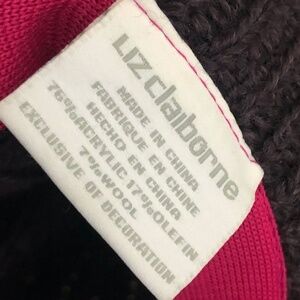 LIZ claiborne
MADE IN CHINA
FABRIQUE EN CHINE
HECHO EN CHINA
76%ACRYLIC 17%OLEFIN
7%WOOL
EXCLUSIVE OF DECORATION